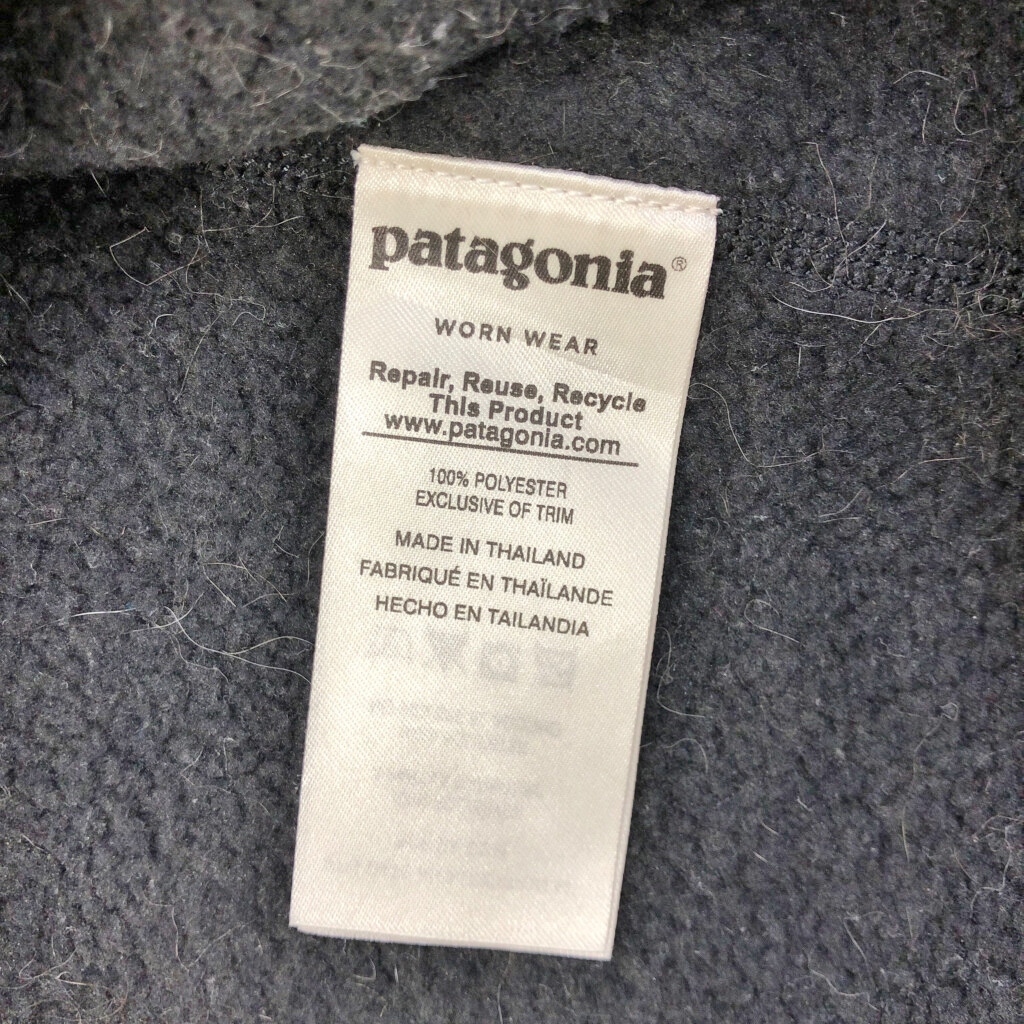 patagonia®
WORN WEAR
Repair, Reuse, Recycle
This Product
www.patagonia.com
100% POLYESTER
EXCLUSIVE OF TRIM
MADE IN THAILAND
FABRIQUÉ EN THAÏLANDE
HECHO EN TAILANDIA